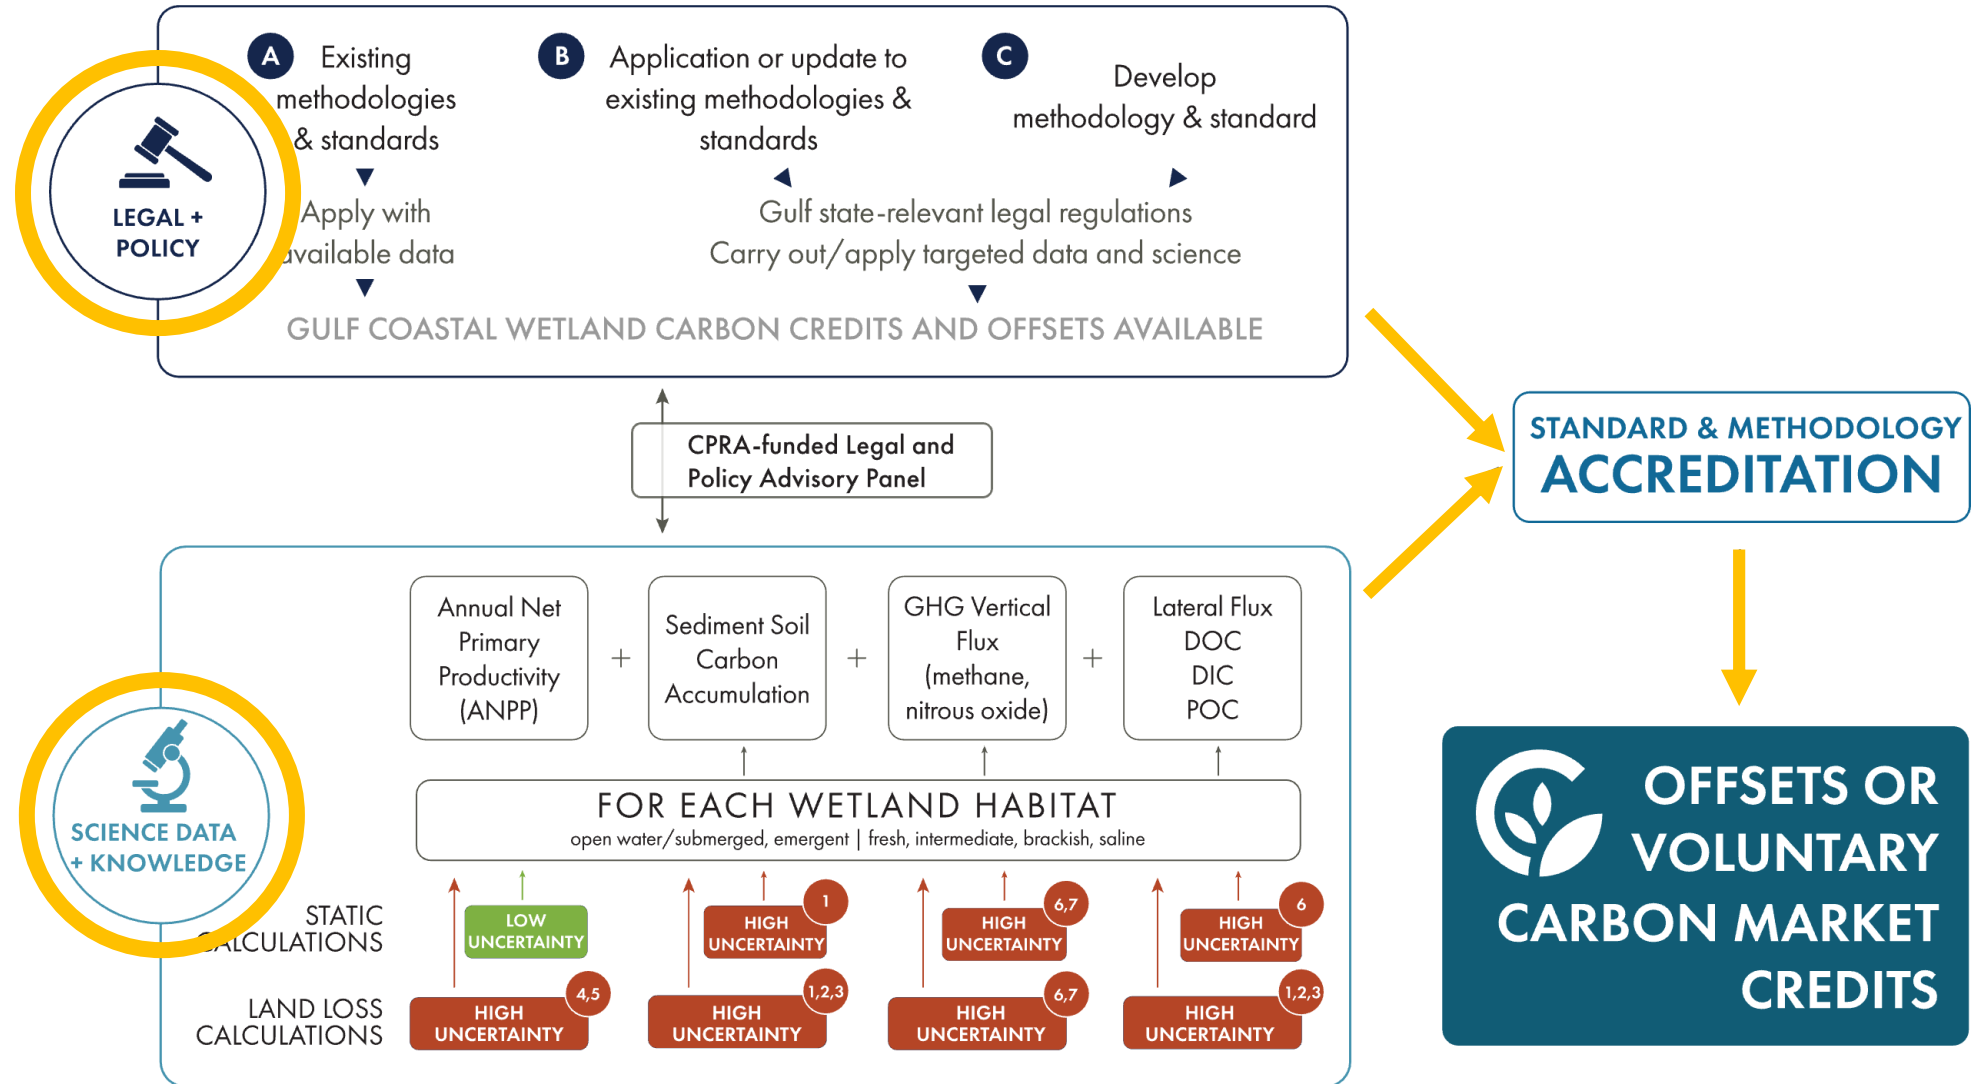 A
Existing
methodologies
& standards
Apply with
available data
B
Application or update to
existing methodologies &
standards
C
Develop
methodology & standard
Gulf state-relevant legal regulations
Carry out/apply targeted data and science
GULF COASTAL WETLAND CARBON CREDITS AND OFFSETS AVAILABLE
LEGAL +
POLICY
CPRA-funded Legal and
Policy Advisory Panel
STANDARD & METHODOLOGY
ACCREDITATION
Annual Net
Primary
Productivity
(ANPP)
+
Sediment Soil
Carbon
Accumulation
+
GHG Vertical
Flux
(methane,
nitrous oxide)
+
Lateral Flux
DOC
DIC
POC
SCIENCE DATA
+ KNOWLEDGE
FOR EACH WETLAND HABITAT
open water/submerged, emergent | fresh, intermediate, brackish, saline
STATIC
CALCULATIONS
LOW
UNCERTAINTY
1
HIGH
UNCERTAINTY
6,7
HIGH
UNCERTAINTY
6
HIGH
UNCERTAINTY
LAND LOSS
CALCULATIONS
4,5
HIGH
UNCERTAINTY
1,2,3
HIGH
UNCERTAINTY
6,7
HIGH
UNCERTAINTY
1,2,3
HIGH
UNCERTAINTY
OFFSETS OR
VOLUNTARY
CARBON MARKET
CREDITS